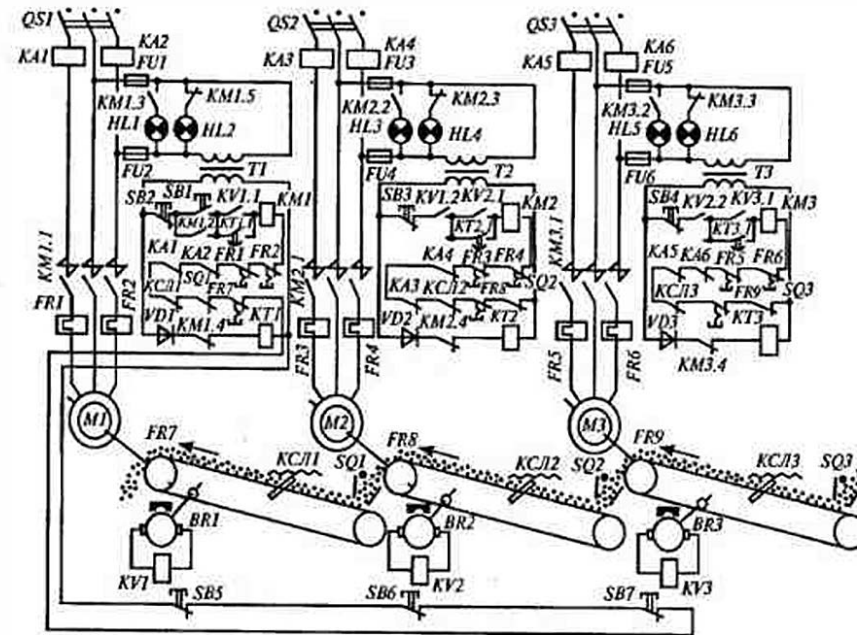 QS1 QS2 QS3
KA1 KA2 KA3 KA4 KA5 KA6
FU1 FU3 FU5
KM1.3 KM1.5 KM2.2 KM2.3 KM3.2 KM3.3
HL1 HL2 HL3 HL4 HL5 HL6
FU2 T1 FU4 T2 FU6 T3
SB2 SB1 KV1.1 KM1 SB3 KV1.2 KV2.1 KM2 SB4 KV2.2 KV3.1 KM3
KM1.2 KT1.1 KT2.1 KT3.1
KM1.1 KA1 KA2 FR1 FR2 KM2.1 KA4 FR3 FR4 KM3.1 KA5 KA6 FR5 FR6
SQ1 SQ2 SQ3
КСЛ1 FR7 KA3 КСЛ2 FR8 КСЛ3 FR9
FR1 FR2 VD1 KM1.4 KT1 VD2 KM2.4 KT2 VD3 KM3.4 KT3
FR3 FR4 FR5 FR6
M1 M2 M3
FR7 КСЛ1 SQ1 FR8 КСЛ2 SQ2 FR9 КСЛ3 SQ3
BR1 BR2 BR3
KV1 KV2 KV3
SB5 SB6 SB7